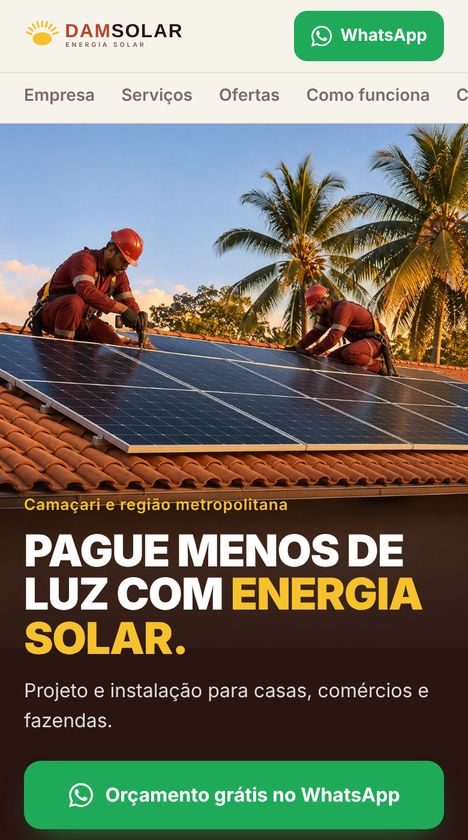 DAMSOLAR
ENERGIA SOLAR
WhatsApp
Empresa Serviços Ofertas Como funciona C
Camaçari e região metropolitana
PAGUE MENOS DE
LUZ COM ENERGIA
SOLAR.
Projeto e instalação para casas, comércios e
fazendas.
Orçamento grátis no WhatsApp